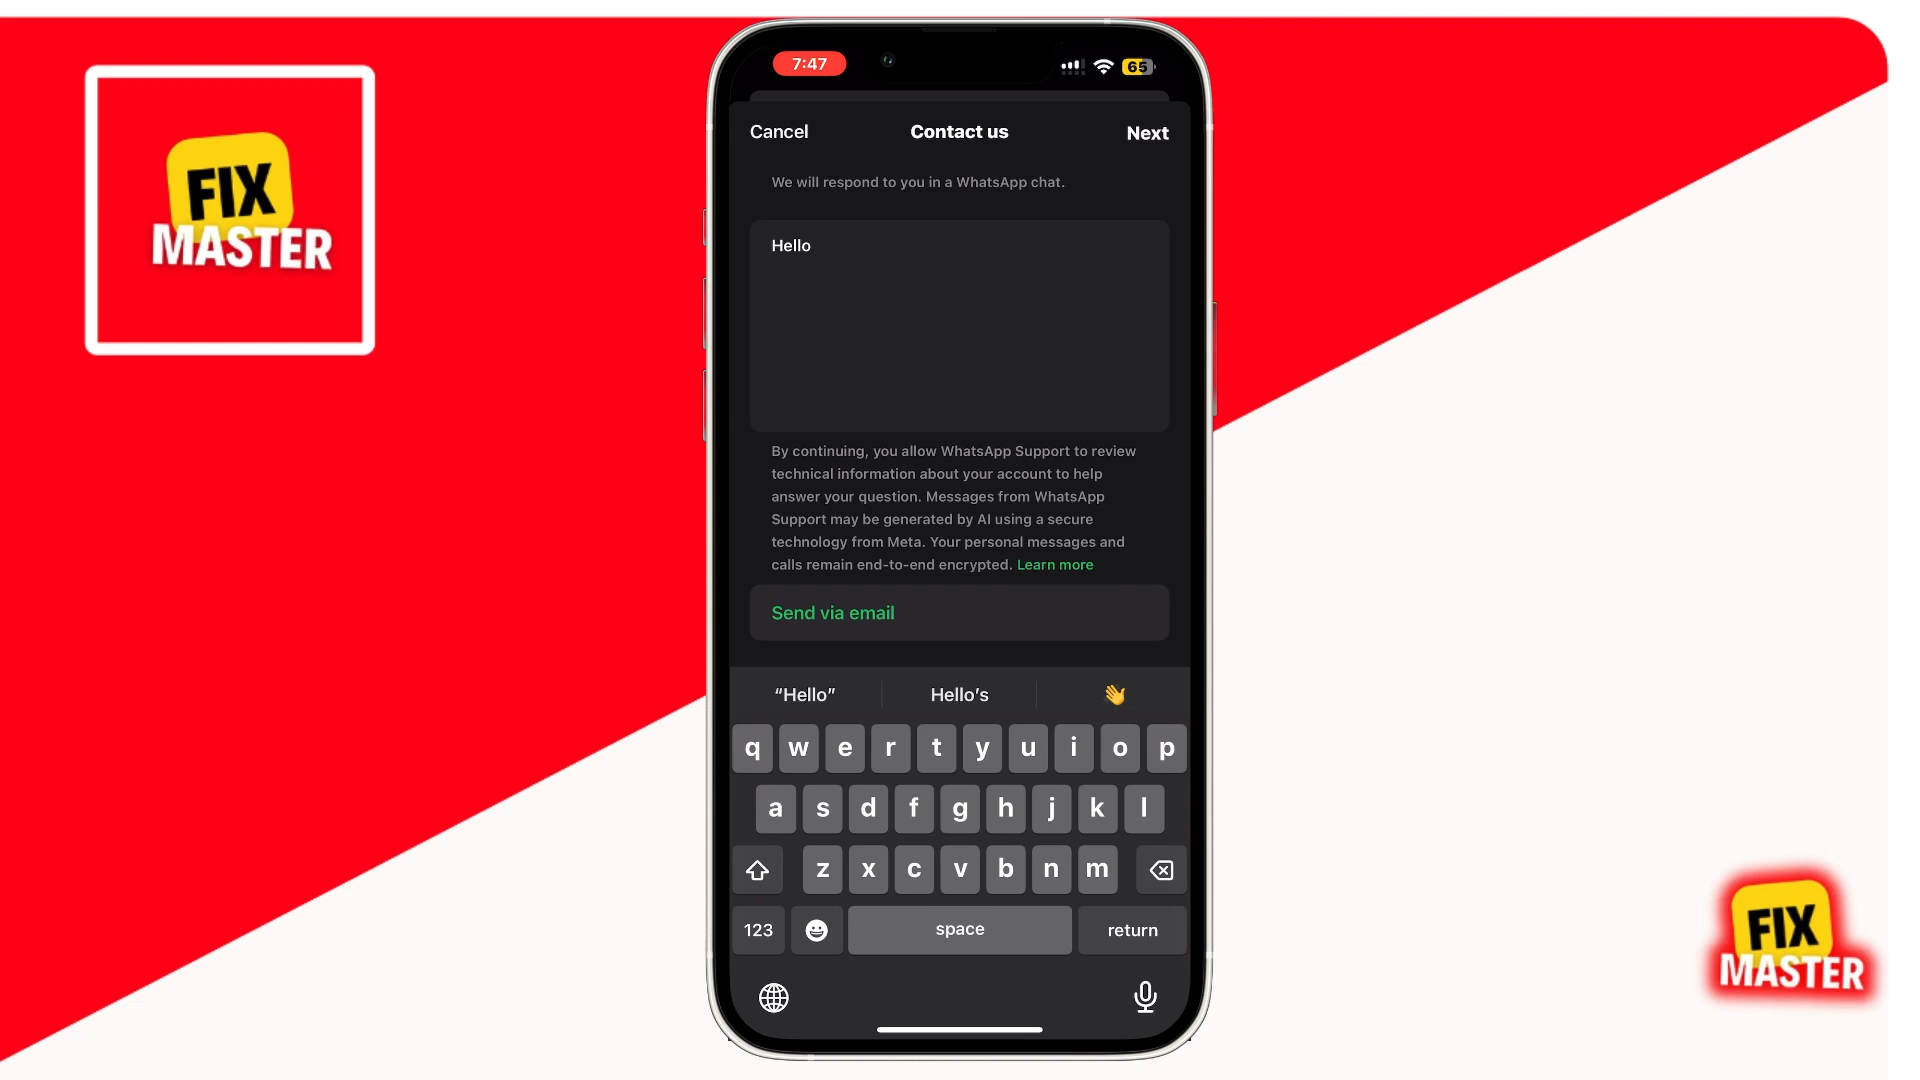 FIX
MASTER
7:47
65
Cancel
Contact us
Next
We will respond to you in a WhatsApp chat.
Hello
By continuing, you allow WhatsApp Support to review
technical information about your account to help
answer your question. Messages from WhatsApp
Support may be generated by AI using a secure
technology from Meta. Your personal messages and
calls remain end-to-end encrypted. Learn more
Send via email
“Hello”
Hello’s
👋
q w e r t y u i o p
a s d f g h j k l
z x c v b n m
123
space
return
FIX
MASTER